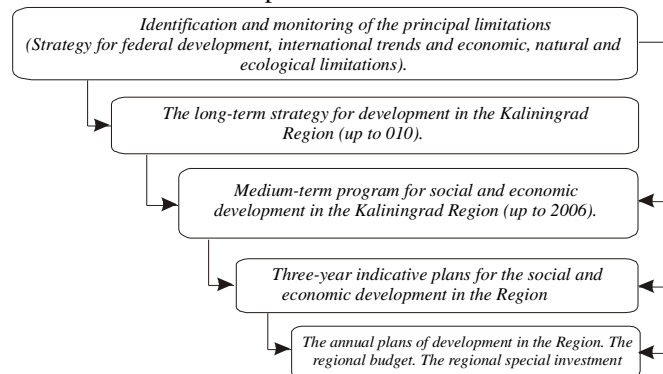 Identification and monitoring of the principal limitations
(Strategy for federal development, international trends and economic, natural and
ecological limitations).
The long-term strategy for development in the Kaliningrad
Region (up to 010).
Medium-term program for social and economic
development in the Kaliningrad Region (up to 2006).
Three-year indicative plans for the social and
economic development in the Region
The annual plans of development in the Region. The
regional budget. The regional special investment